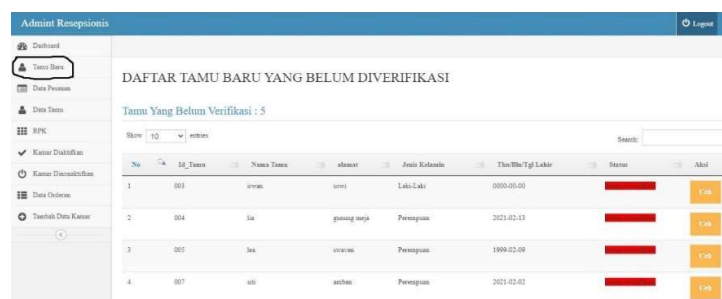 Admint Resepsionis
Logout
Dasboard
Tamu Baru
Data Pesanan
Data Tamu
RPK
Kamar Diaktifkan
Kamar Dinonaktifkan
Data Orderan
Tambah Data Kamar
DAFTAR TAMU BARU YANG BELUM DIVERIFIKASI
Tamu Yang Belum Verifikasi : 5
Show 10 entries
Search:
No Id_Tamu Nama Tamu alamat Jenis Kelamin Thn/Bln/Tgl Lahir Status Aksi
1 003 irwan sowi Laki-Laki 0000-00-00 Cek
2 004 lia gunung meja Perempuan 2021-02-13 Cek
3 005 lea Perempuan 1999-02-09 Cek
4 007 siti amban Perempuan 2021-02-02 Cek